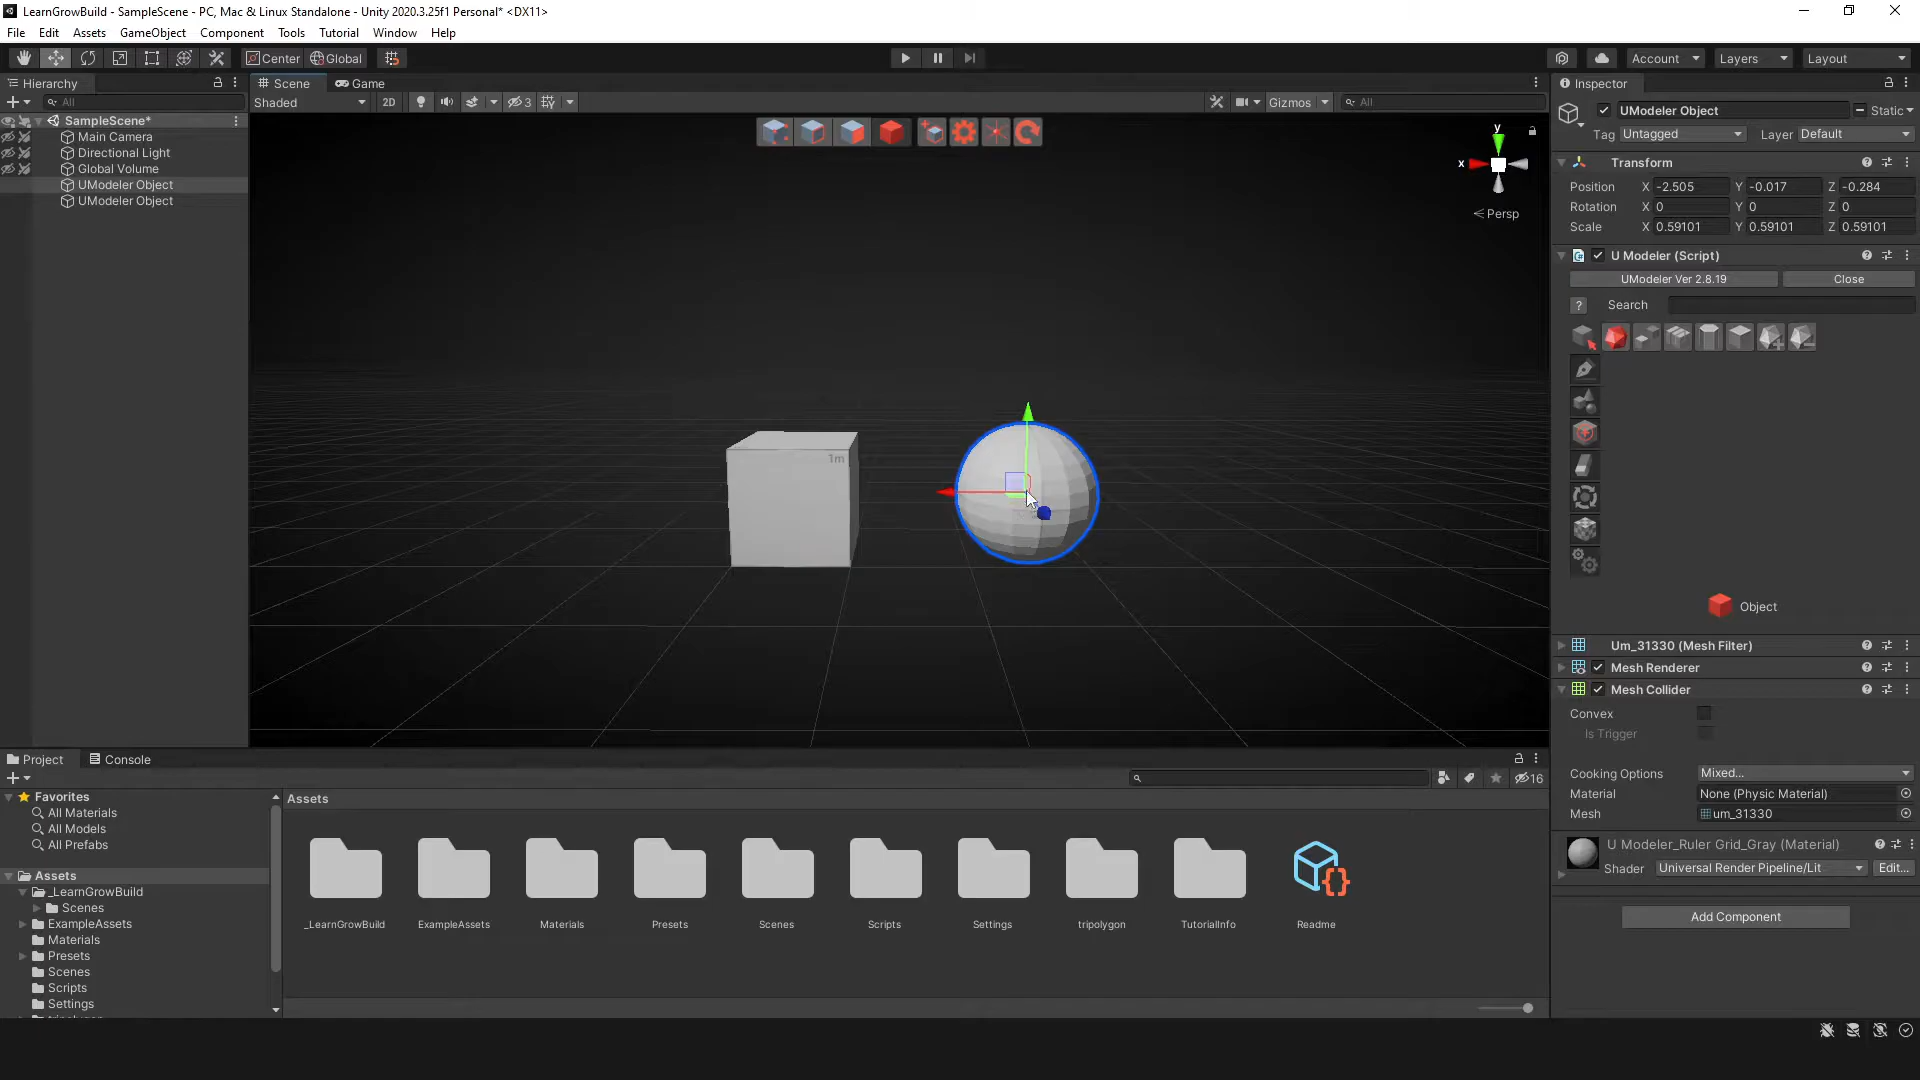 LearnGrowBuild - SampleScene - PC, Mac & Linux Standalone - Unity 2020.3.25f1 Personal* <DX11>
File Edit Assets GameObject Component Tools Tutorial Window Help
Center Global Account Layers Layout
Hierarchy
All
SampleScene*
Main Camera
Directional Light
Global Volume
UModeler Object
UModeler Object
Scene Game
Shaded 2D 3 Gizmos All
y
x
Persp
1m
Inspector
UModeler Object Static
Tag Untagged Layer Default
Transform
Position X -2.505 Y -0.017 Z -0.284
Rotation X 0 Y 0 Z 0
Scale X 0.59101 Y 0.59101 Z 0.59101
U Modeler (Script)
UModeler Ver 2.8.19 Close
? Search
Object
Um_31330 (Mesh Filter)
Mesh Renderer
Mesh Collider
Convex
Is Trigger
Cooking Options Mixed...
Material None (Physic Material)
Mesh um_31330
U Modeler_Ruler Grid_Gray (Material)
Shader Universal Render Pipeline/Lit Edit...
Add Component
Project Console
16
Favorites
All Materials
All Models
All Prefabs
Assets
_LearnGrowBuild
Scenes
ExampleAssets
Materials
Presets
Scenes
Scripts
Settings
Assets
_LearnGrowBuild ExampleAssets Materials Presets Scenes Scripts Settings tripolygon TutorialInfo Readme